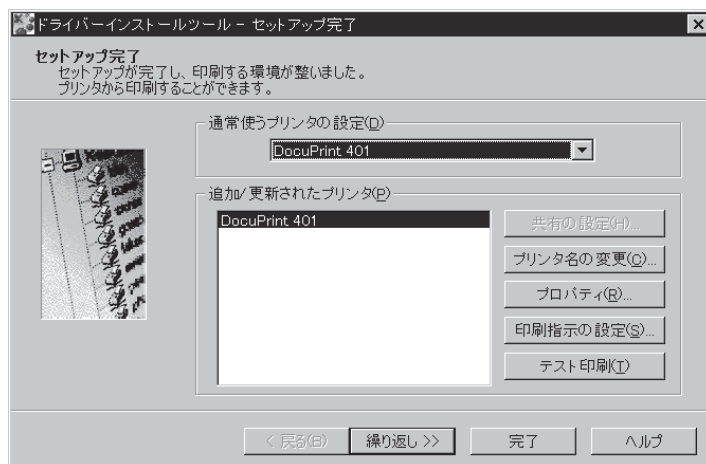 ドライバーインストールツール - セットアップ完了
セットアップ完了
セットアップが完了し、印刷する環境が整いました。
プリンタから印刷することができます。
通常使うプリンタの設定(D)
DocuPrint 401
追加/更新されたプリンタ(P)
DocuPrint 401
共有の設定(H)...
プリンタ名の変更(C)...
プロパティ(R)...
印刷指示の設定(S)...
テスト印刷(T)
< 戻る(B)
繰り返し >>
完了
ヘルプ